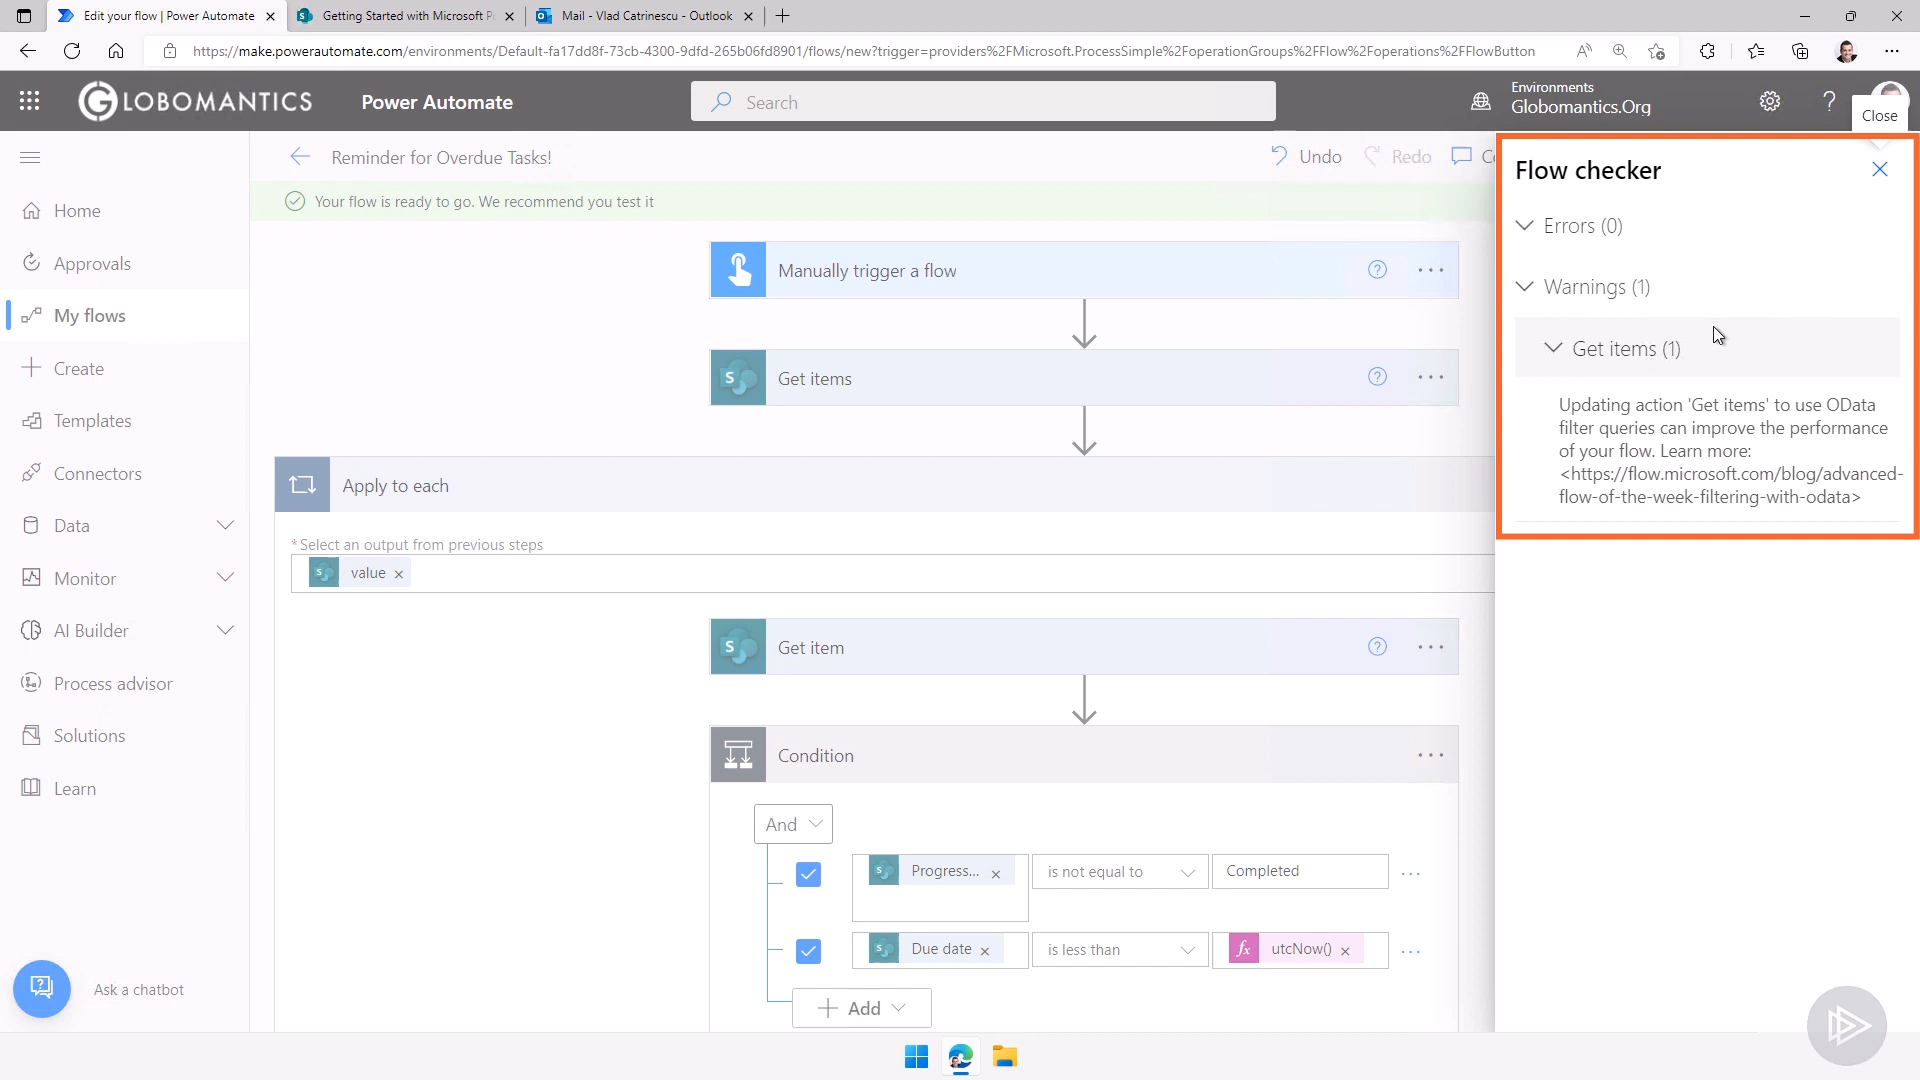 Edit your flow | Power Automate
Getting Started with Microsoft Po
Mail - Vlad Catrinescu - Outlook
https://make.powerautomate.com/environments/Default-fa17dd8f-73cb-4300-9dfd-265b06fd8901/flows/new?trigger=providers%2FMicrosoft.ProcessSimple%2FoperationGroups%2FFlow%2Foperations%2FFlowButton
GLOBOMANTICS
Power Automate
Search
Environments
Globomantics.Org
?
Close
Home
Approvals
My flows
Create
Templates
Connectors
Data
Monitor
AI Builder
Process advisor
Solutions
Learn
Ask a chatbot
Reminder for Overdue Tasks!
Undo
Redo
Your flow is ready to go. We recommend you test it
Manually trigger a flow
Get items
Apply to each
* Select an output from previous steps
value
Get item
Condition
And
Progress...
is not equal to
Completed
Due date
is less than
fx utcNow()
Add
Flow checker
Errors (0)
Warnings (1)
Get items (1)
Updating action 'Get items' to use OData
filter queries can improve the performance
of your flow. Learn more:
<https://flow.microsoft.com/blog/advanced-
flow-of-the-week-filtering-with-odata>